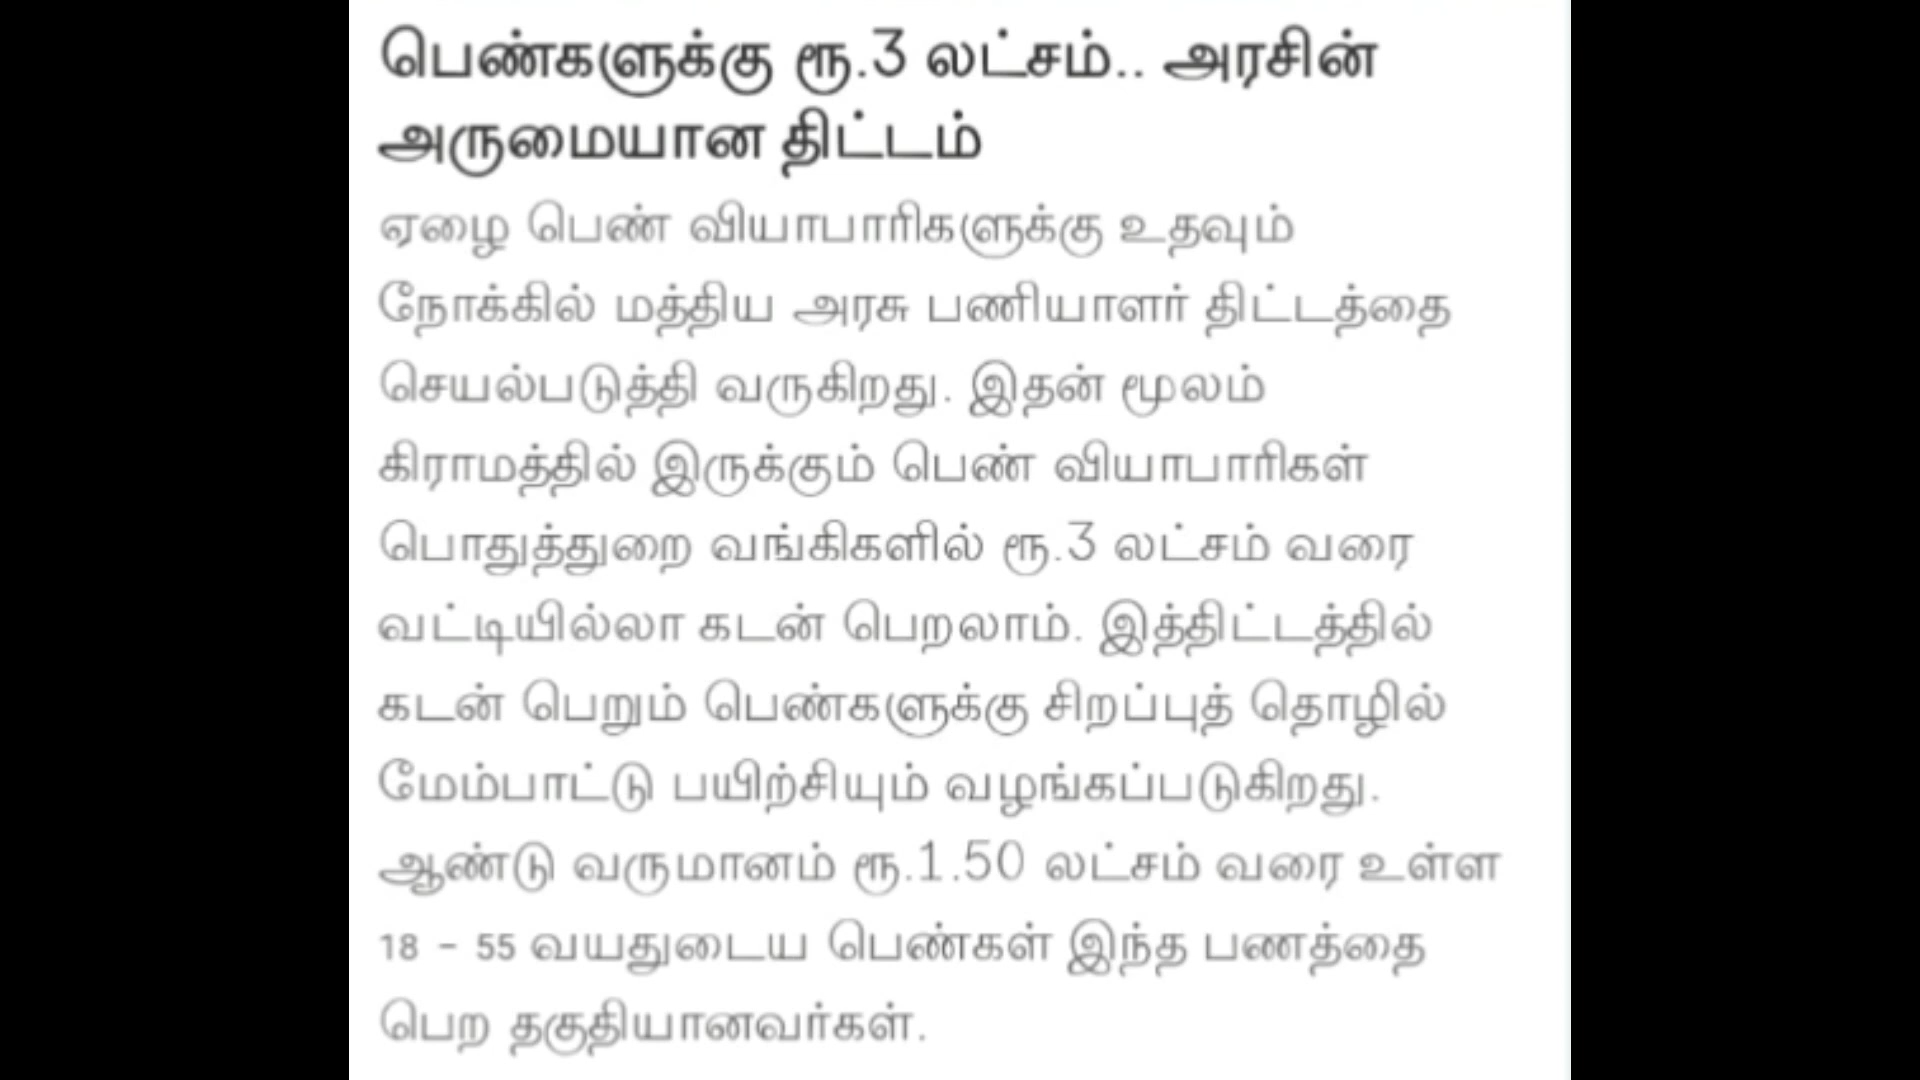 பெண்களுக்கு ரூ.3 லட்சம்.. அரசின்
அருமையான திட்டம்
ஏழை பெண் வியாபாரிகளுக்கு உதவும்
நோக்கில் மத்திய அரசு பணியாளர் திட்டத்தை
செயல்படுத்தி வருகிறது. இதன் மூலம்
கிராமத்தில் இருக்கும் பெண் வியாபாரிகள்
பொதுத்துறை வங்கிகளில் ரூ.3 லட்சம் வரை
வட்டியில்லா கடன் பெறலாம். இத்திட்டத்தில்
கடன் பெறும் பெண்களுக்கு சிறப்புத் தொழில்
மேம்பாட்டு பயிற்சியும் வழங்கப்படுகிறது.
ஆண்டு வருமானம் ரூ.1.50 லட்சம் வரை உள்ள
18 - 55 வயதுடைய பெண்கள் இந்த பணத்தை
பெற தகுதியானவர்கள்.